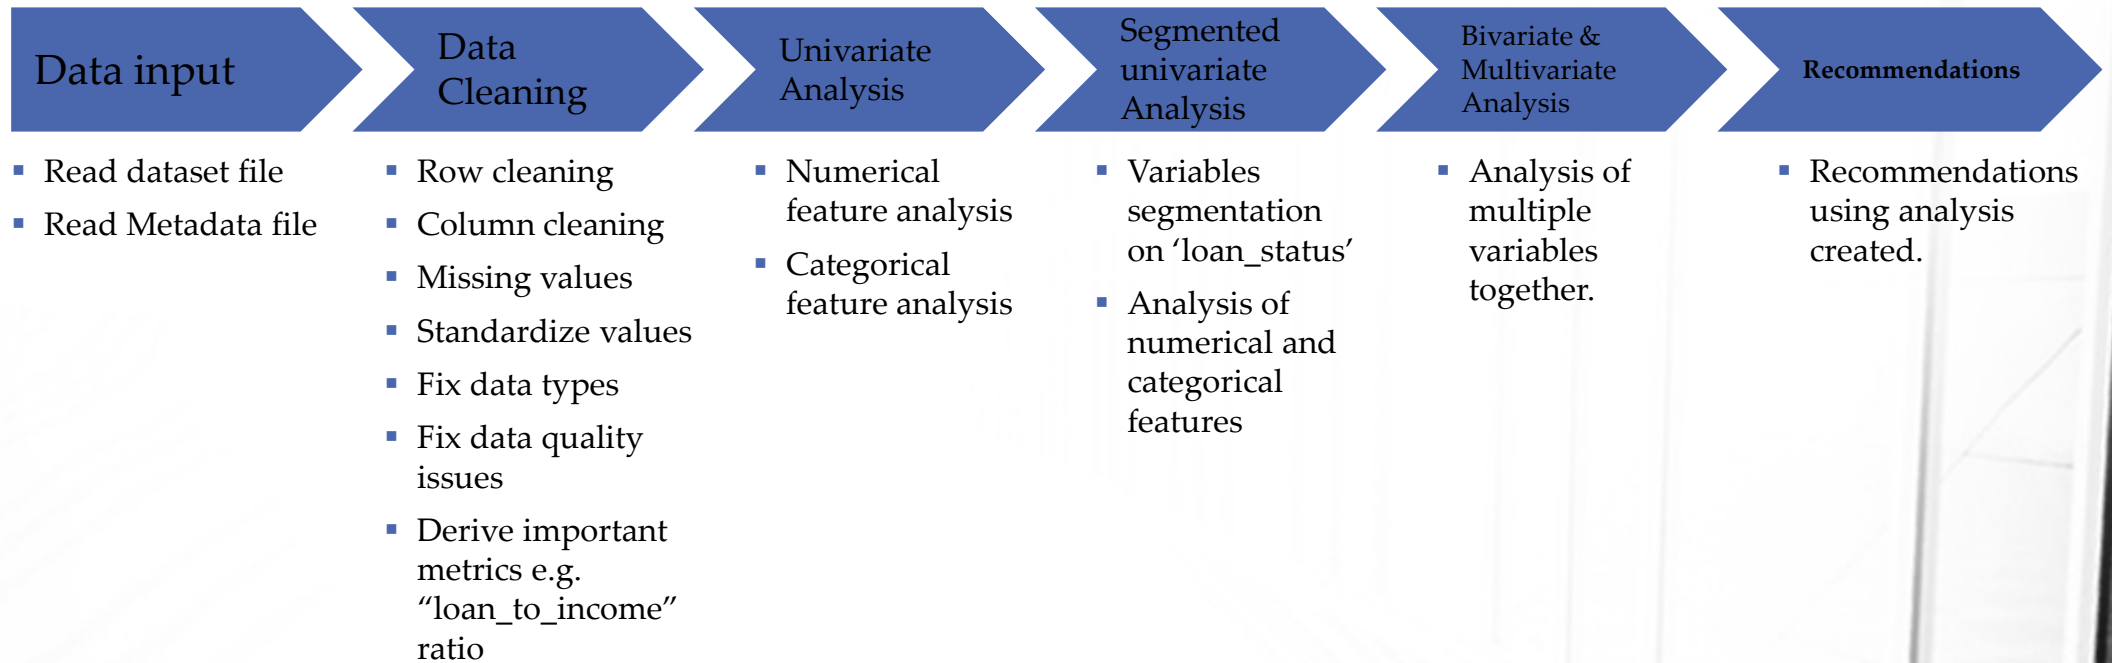 Data input
Data
Cleaning
Univariate
Analysis
Segmented
univariate
Analysis
Bivariate &
Multivariate
Analysis
Recommendations
▪ Read dataset file
▪ Read Metadata file
▪ Row cleaning
▪ Column cleaning
▪ Missing values
▪ Standardize values
▪ Fix data types
▪ Fix data quality
issues
▪ Derive important
metrics e.g.
“loan_to_income”
ratio
▪ Numerical
feature analysis
▪ Categorical
feature analysis
▪ Variables
segmentation
on ‘loan_status’
▪ Analysis of
numerical and
categorical
features
▪ Analysis of
multiple
variables
together.
▪ Recommendations
using analysis
created.